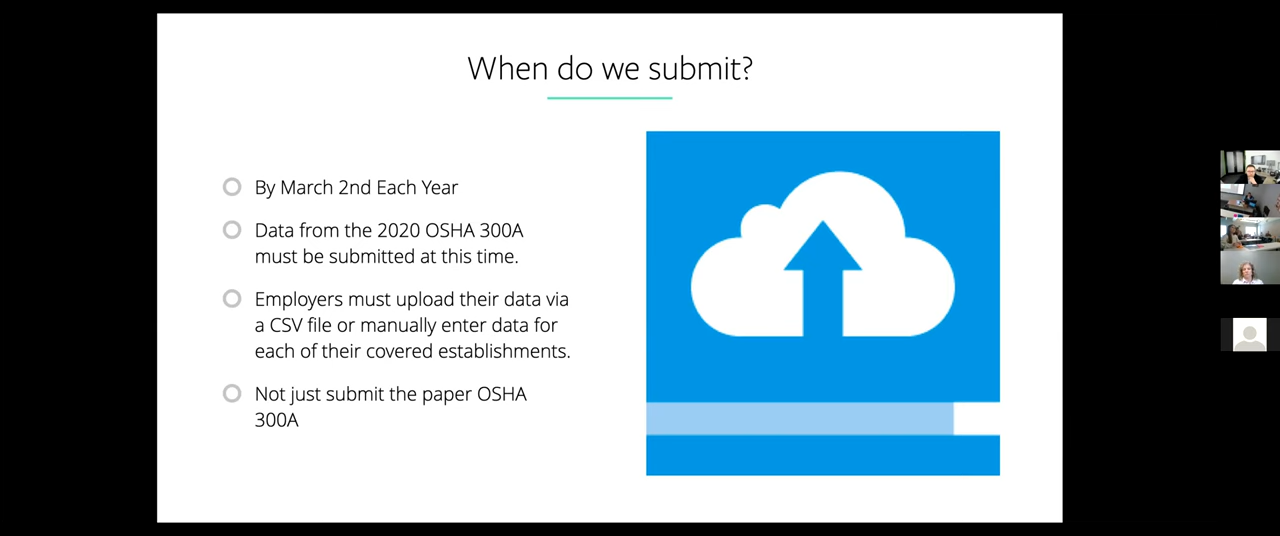 When do we submit?
By March 2nd Each Year
Data from the 2020 OSHA 300A
must be submitted at this time.
Employers must upload their data via
a CSV file or manually enter data for
each of their covered establishments.
Not just submit the paper OSHA
300A